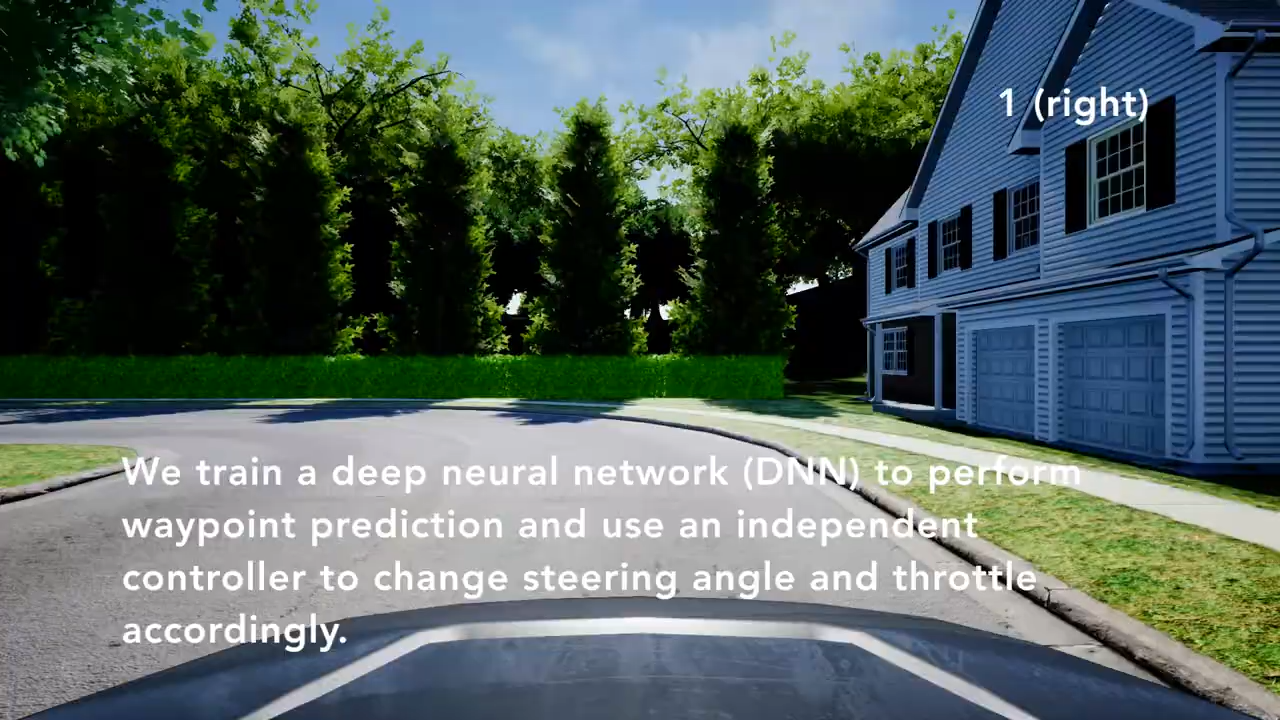 1 (right)
We train a deep neural network (DNN) to perform
waypoint prediction and use an independent
controller to change steering angle and throttle
accordingly.